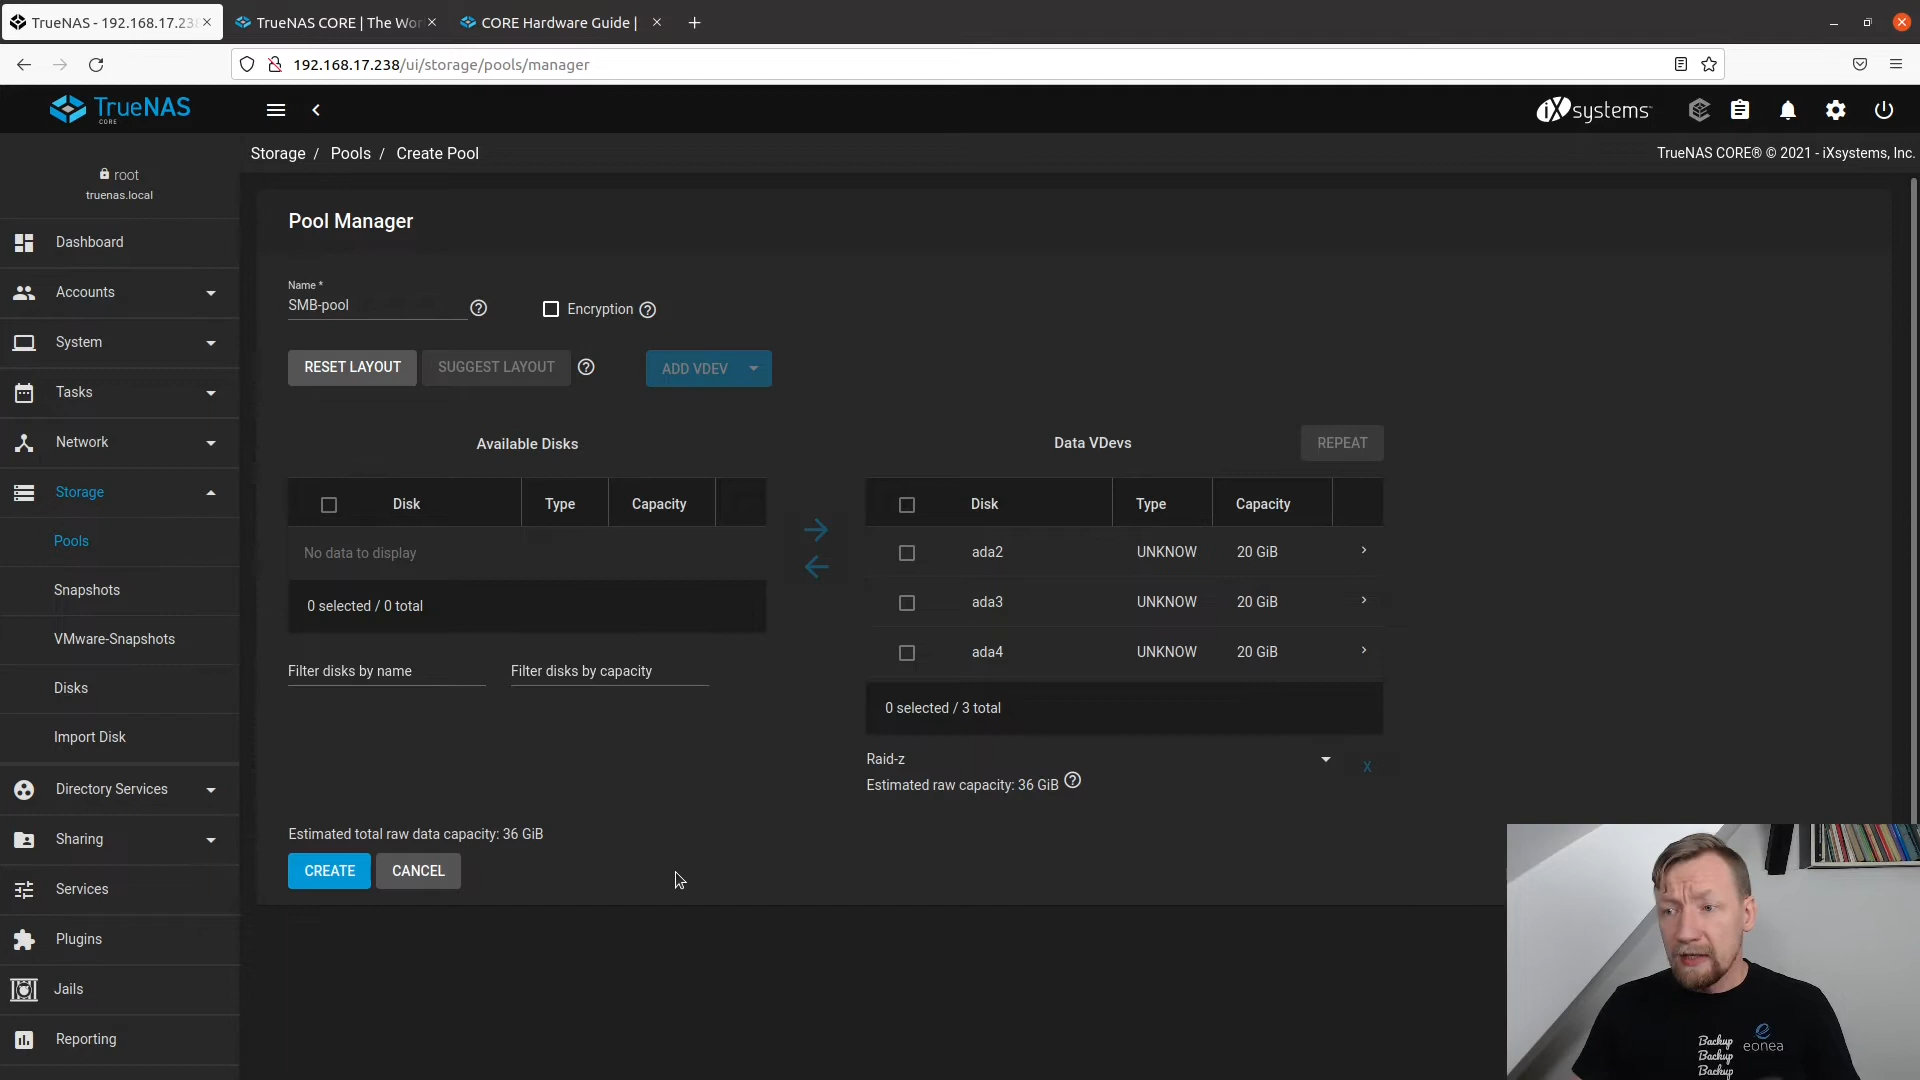 TrueNAS - 192.168.17.23
TrueNAS CORE | The Wor
CORE Hardware Guide |
192.168.17.238/ui/storage/pools/manager
TrueNAS
CORE
iXsystems
Storage / Pools / Create Pool
TrueNAS CORE® © 2021 - iXsystems, Inc.
root
truenas.local
Dashboard
Accounts
System
Tasks
Network
Storage
Pools
Snapshots
VMware-Snapshots
Disks
Import Disk
Directory Services
Sharing
Services
Plugins
Jails
Reporting
Pool Manager
Name *
SMB-pool
Encryption
RESET LAYOUT
SUGGEST LAYOUT
ADD VDEV
Available Disks
Disk Type Capacity
No data to display
0 selected / 0 total
Filter disks by name
Filter disks by capacity
Data VDevs
REPEAT
Disk Type Capacity
ada2 UNKNOW 20 GiB
ada3 UNKNOW 20 GiB
ada4 UNKNOW 20 GiB
0 selected / 3 total
Raid-z
x
Estimated raw capacity: 36 GiB
Estimated total raw data capacity: 36 GiB
CREATE
CANCEL
Backup
Backup
Backup
eonea